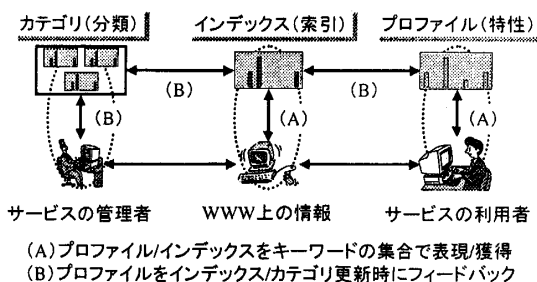 カテゴリ(分類)
インデックス(索引)
プロファイル(特性)
(B)
(B)
(B)
(A)
(A)
サービスの管理者
WWW上の情報
サービスの利用者
(A)プロファイル/インデックスをキーワードの集合で表現/獲得
(B)プロファイルをインデックス/カテゴリ更新時にフィードバック